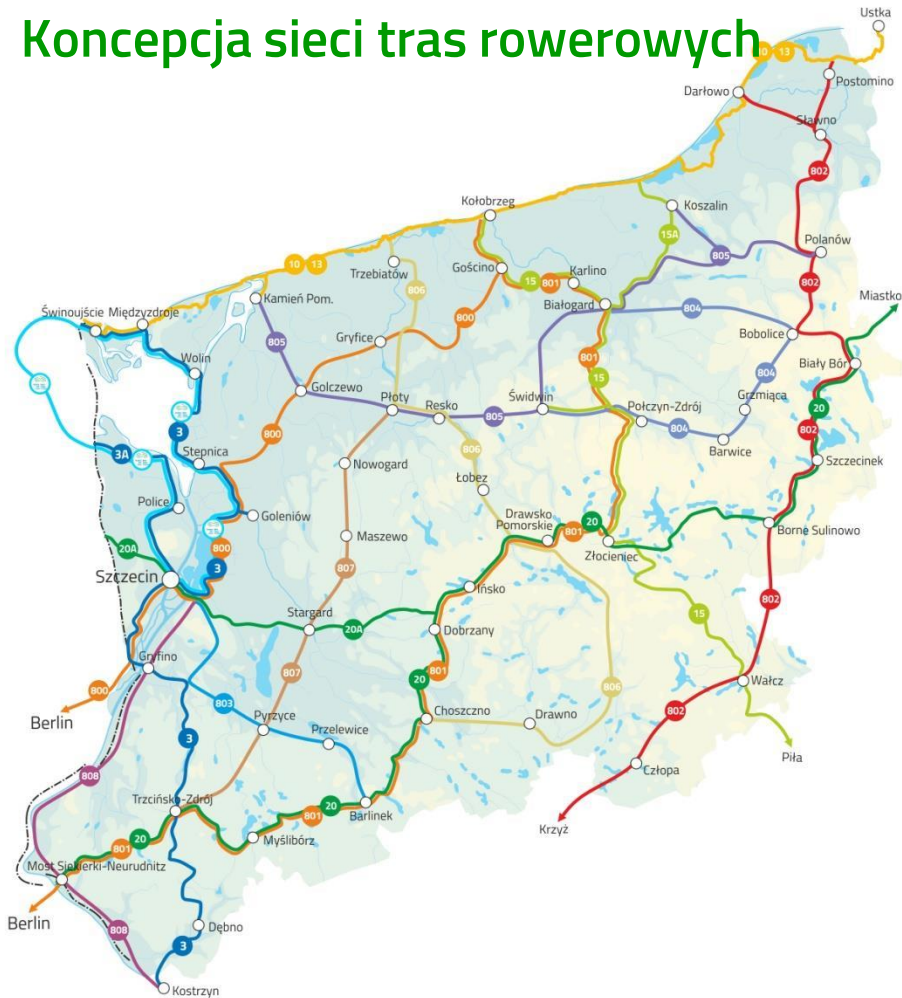 Koncepcja sieci tras rowerowych
Ustka
10 13
Postomino
Darłowo
Sławno
802
Kołobrzeg
Koszalin
15A
Polanów
805
10 13
Trzebiatów
Gościno
15 801
Karlino
806
802
Miastko
Kamień Pom.
Świnoujście Międzyzdroje
Białogard
804
800
Bobolice
805
Gryfice
Wolin
801
Biały Bór
804
15
Golczewo
Płoty
Resko
805
Świdwin
Połczyn-Zdrój
Grzmiąca
20
3
800
804
802
Barwice
3A
Stepnica
806
Nowogard
Szczecinek
Łobez
Police
Goleniów
Drawsko
Pomorskie
801 20
Borne Sulinowo
Maszewo
20A
800
Złocieniec
3
807
Szczecin
Ińsko
802
Stargard
20A
15
Dobrzany
Gryfino
801
807
20
Wałcz
800
803
806
Berlin
802
Pyrzyce
Choszczno
Drawno
3
Przelewice
Piła
808
Człopa
Trzcińsko-Zdrój
20
801
Barlinek
Krzyż
20
801
Myślibórz
Most Siekierki-Neurudnitz
Berlin
808
Dębno
3
Kostrzyn